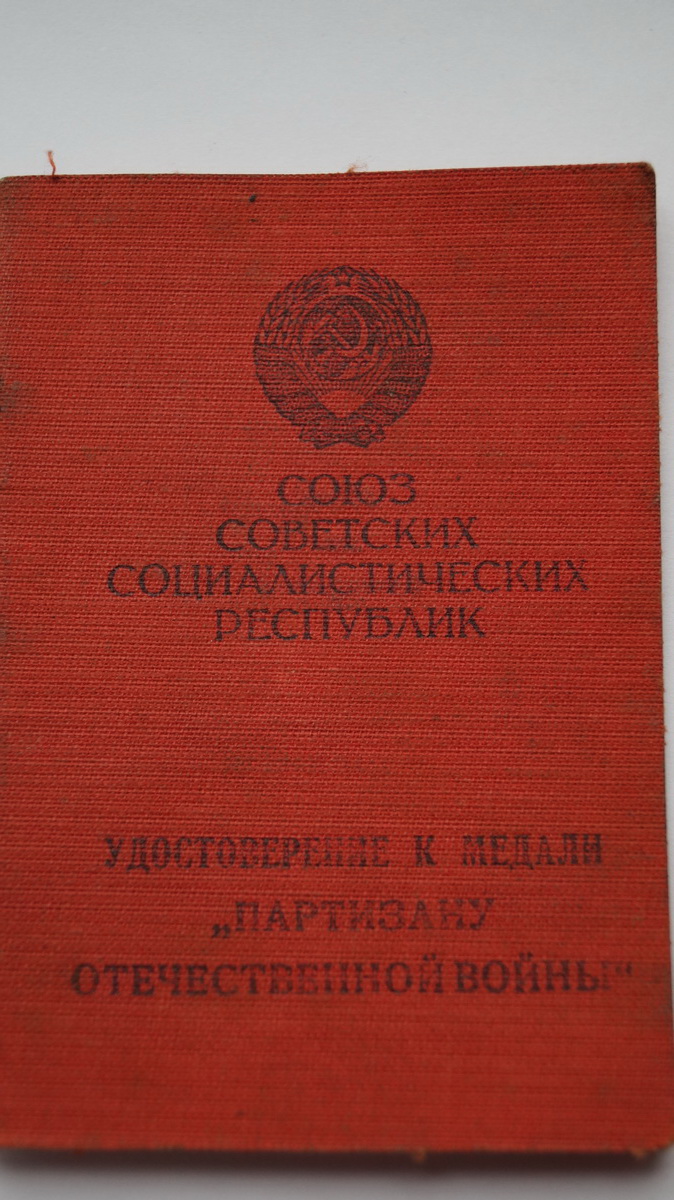 СОЮЗ
СОВЕТСКИХ
СОЦИАЛИСТИЧЕСКИХ
РЕСПУБЛИК
УДОСТОВЕРЕНИЕ К МЕДАЛИ
„ПАРТИЗАНУ
ОТЕЧЕСТВЕННОЙ ВОЙНЫ“